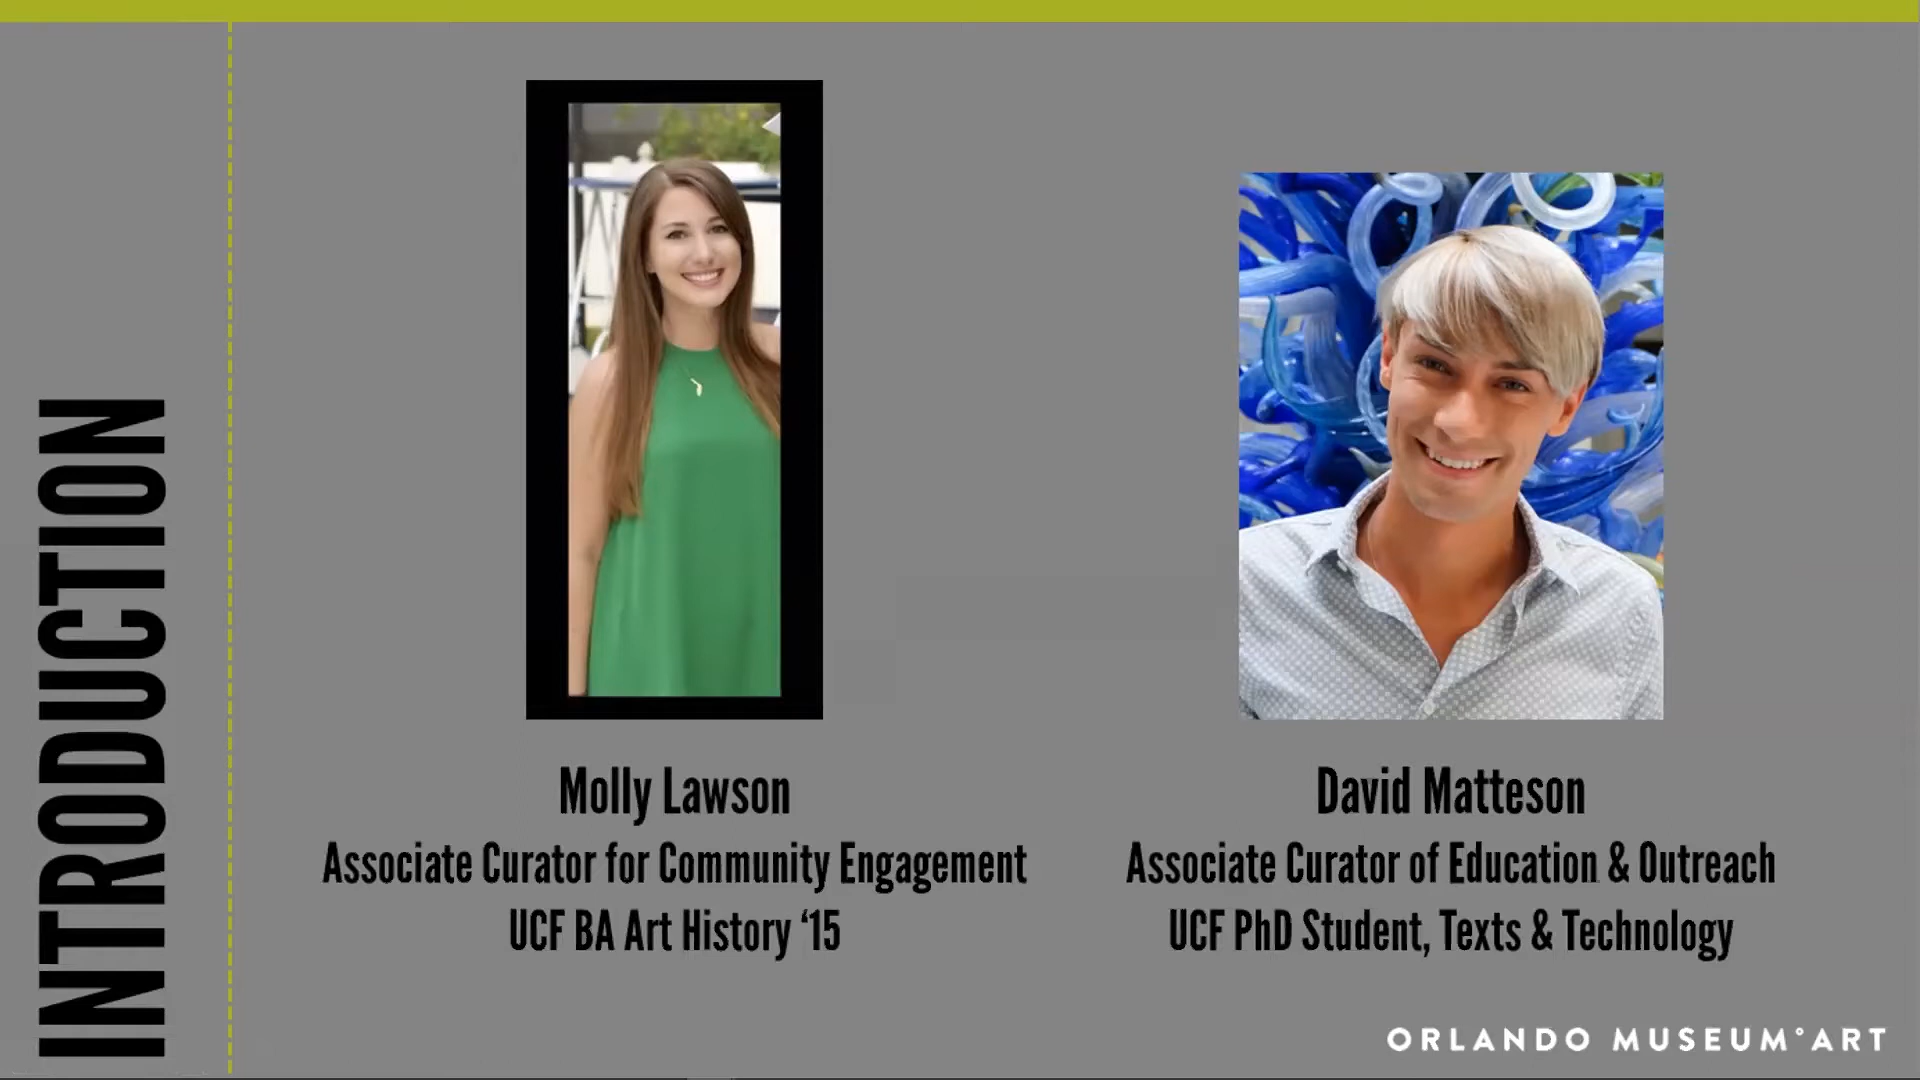 INTRODUCTION
Molly Lawson
Associate Curator for Community Engagement
UCF BA Art History ‘15
David Matteson
Associate Curator of Education & Outreach
UCF PhD Student, Texts & Technology
ORLANDO MUSEUM°ART